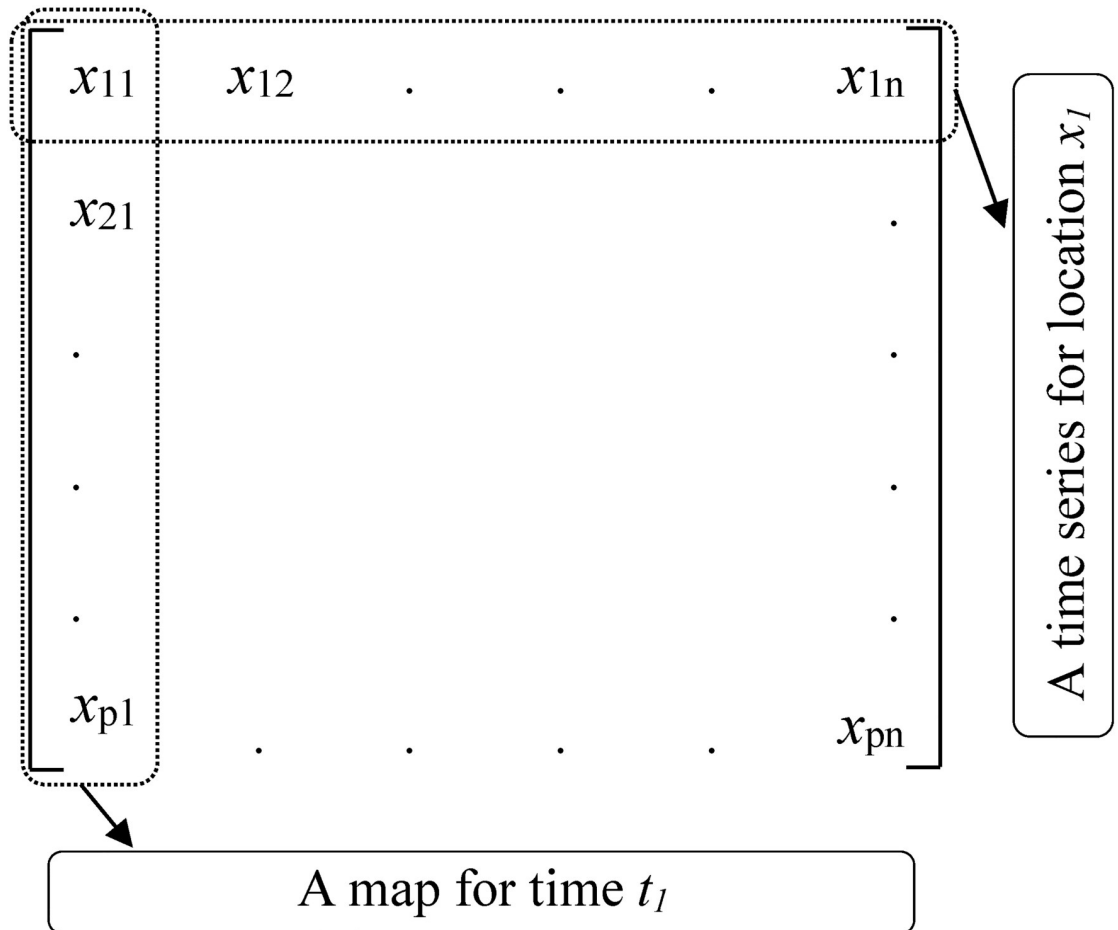 x11 x12 . . . x1n
x21 .
. .
. .
. .
xp1 . . . . xpn
A time series for location x1
A map for time t1